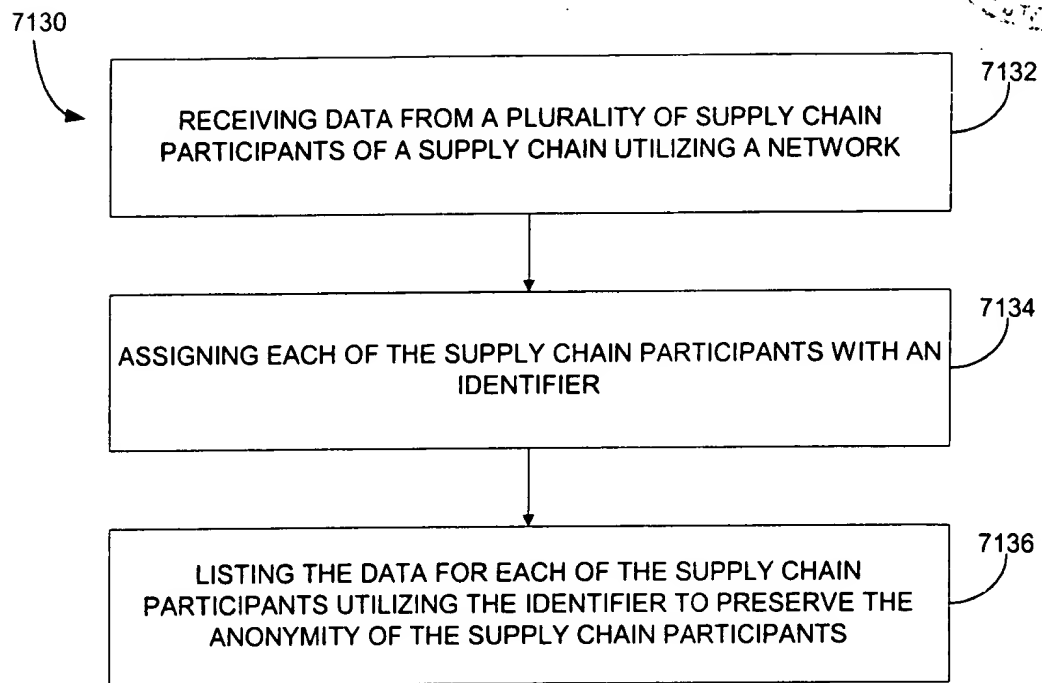 7130
7132
RECEIVING DATA FROM A PLURALITY OF SUPPLY CHAIN
PARTICIPANTS OF A SUPPLY CHAIN UTILIZING A NETWORK
7134
ASSIGNING EACH OF THE SUPPLY CHAIN PARTICIPANTS WITH AN
IDENTIFIER
7136
LISTING THE DATA FOR EACH OF THE SUPPLY CHAIN
PARTICIPANTS UTILIZING THE IDENTIFIER TO PRESERVE THE
ANONYMITY OF THE SUPPLY CHAIN PARTICIPANTS